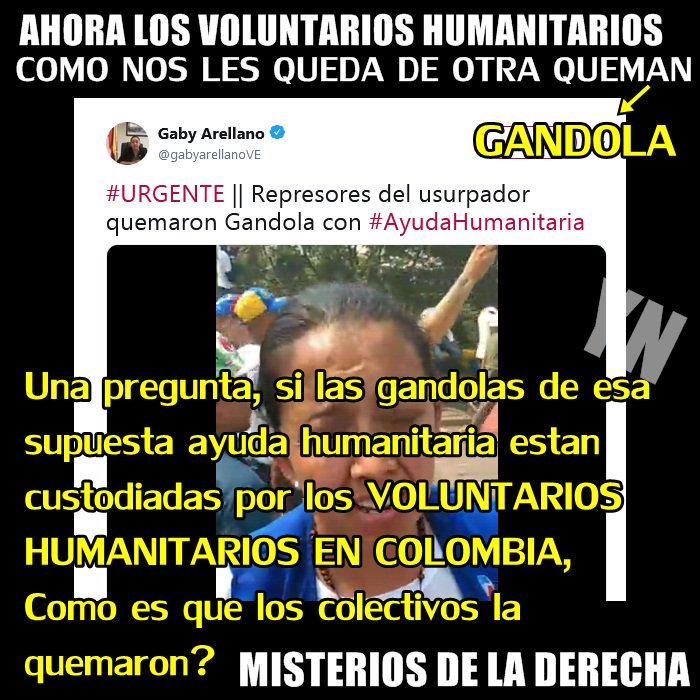 AHORA LOS VOLUNTARIOS HUMANITARIOS
COMO NOS LES QUEDA DE OTRA QUEMAN
GANDOLA
Gaby Arellano
@gabyarellanoVE
#URGENTE || Represores del usurpador
quemaron Gandola con #AyudaHumanitaria
YN
Una pregunta, si las gandolas de esa
supuesta ayuda humanitaria estan
custodiadas por los VOLUNTARIOS
HUMANITARIOS EN COLOMBIA,
Como es que los colectivos la
quemaron?
MISTERIOS DE LA DERECHA